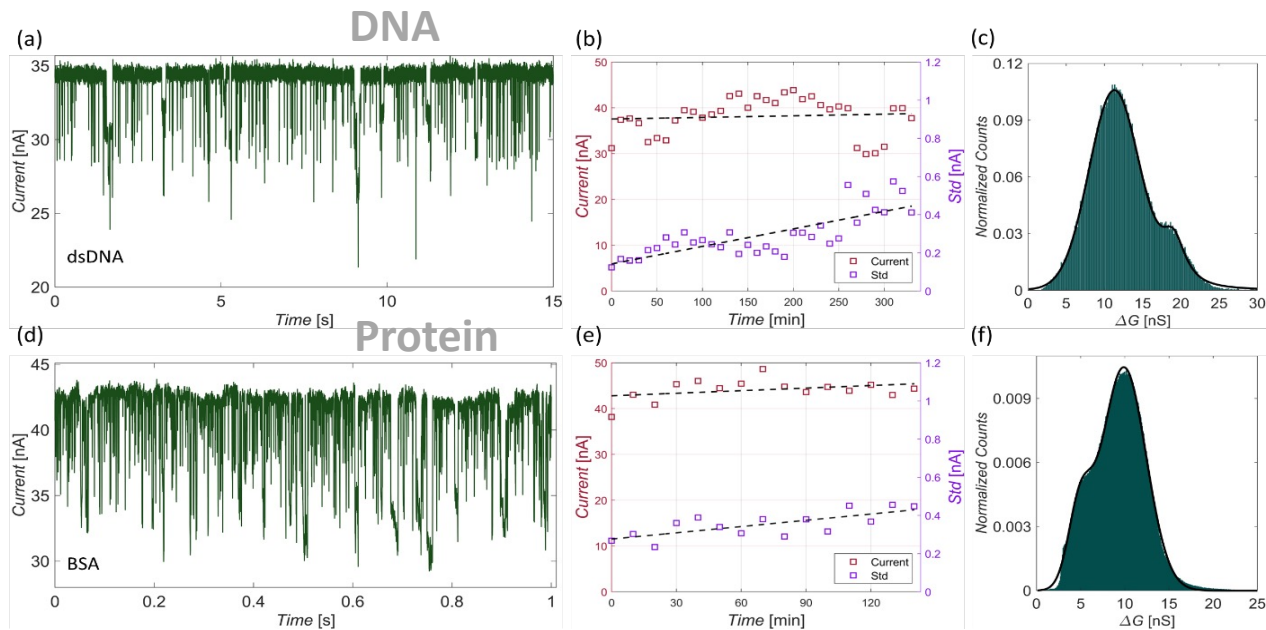 DNA
(a)
35
30
25
20
Current [nA]
dsDNA
0
5
10
15
Time [s]
(b)
50
40
30
20
10
0
Current [nA]
1.2
1
0.8
0.6
0.4
0.2
0
Std [nA]
Current
Std
0
50
100
150
200
250
300
Time [min]
(c)
0.12
0.09
0.06
0.03
0
Normalized Counts
0
5
10
15
20
25
30
ΔG [nS]
Protein
(d)
45
40
35
30
Current [nA]
BSA
0
0.2
0.4
0.6
0.8
1
Time [s]
(e)
50
40
30
20
10
0
Current [nA]
1.2
1
0.8
0.6
0.4
0.2
0
Std [nA]
Current
Std
0
30
60
90
120
Time [min]
(f)
0.009
0.006
0.003
0
Normalized Counts
0
5
10
15
20
25
ΔG [nS]